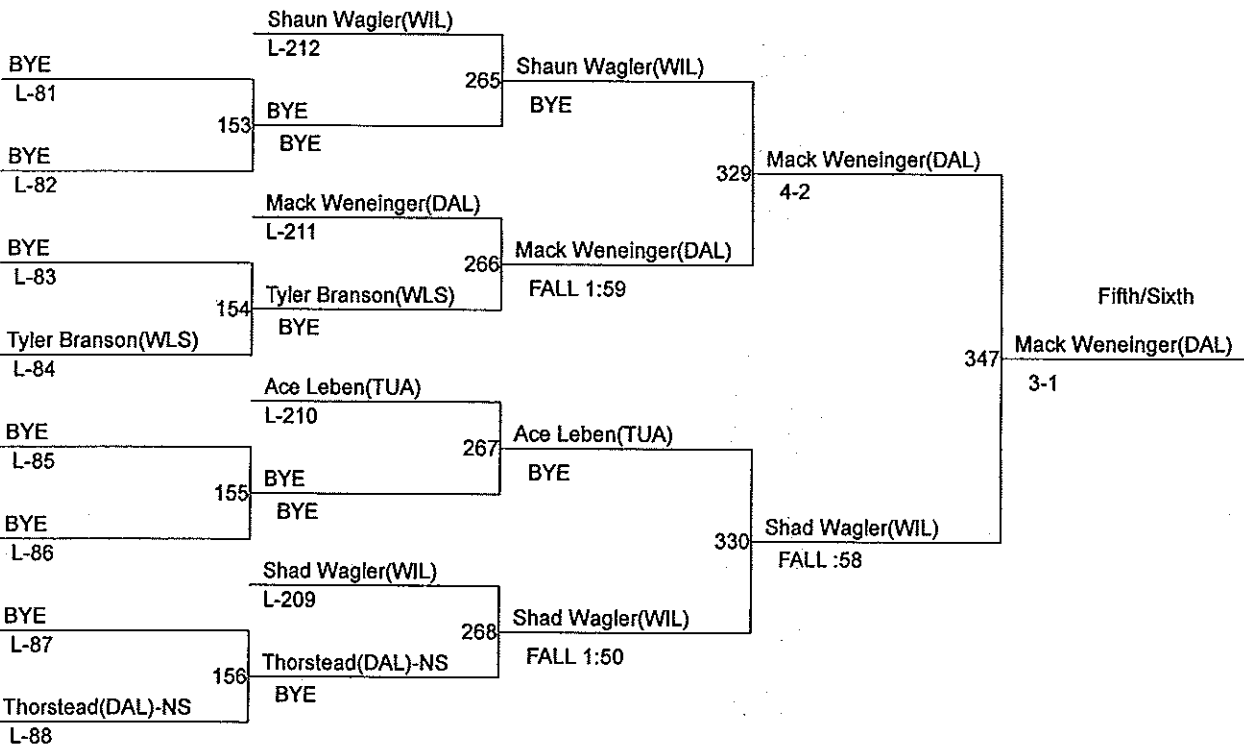 Shaun Wagler(WIL)
L-212
BYE
L-81
265
Shaun Wagler(WIL)
BYE
153
BYE
BYE
BYE
L-82
329
Mack Weneinger(DAL)
4-2
Mack Weneinger(DAL)
L-211
BYE
L-83
266
Mack Weneinger(DAL)
FALL 1:59
154
Tyler Branson(WLS)
BYE
Tyler Branson(WLS)
L-84
Fifth/Sixth
347
Mack Weneinger(DAL)
3-1
Ace Leben(TUA)
L-210
BYE
L-85
267
Ace Leben(TUA)
BYE
155
BYE
BYE
BYE
L-86
330
Shad Wagler(WIL)
FALL :58
Shad Wagler(WIL)
L-209
BYE
L-87
268
Shad Wagler(WIL)
FALL 1:50
156
Thorstead(DAL)-NS
BYE
Thorstead(DAL)-NS
L-88